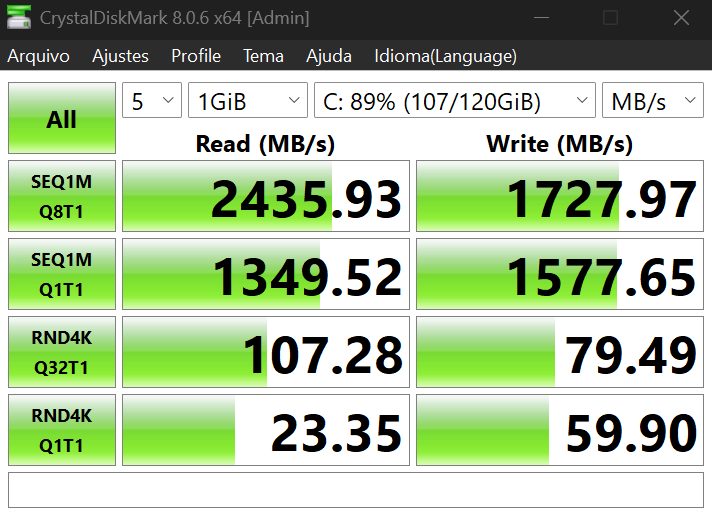 CrystalDiskMark 8.0.6 x64 [Admin]
Arquivo Ajustes Profile Tema Ajuda Idioma(Language)
All 5 1GiB C: 89% (107/120GiB) MB/s
Read (MB/s) Write (MB/s)
SEQ1M Q8T1 2435.93 1727.97
SEQ1M Q1T1 1349.52 1577.65
RND4K Q32T1 107.28 79.49
RND4K Q1T1 23.35 59.90